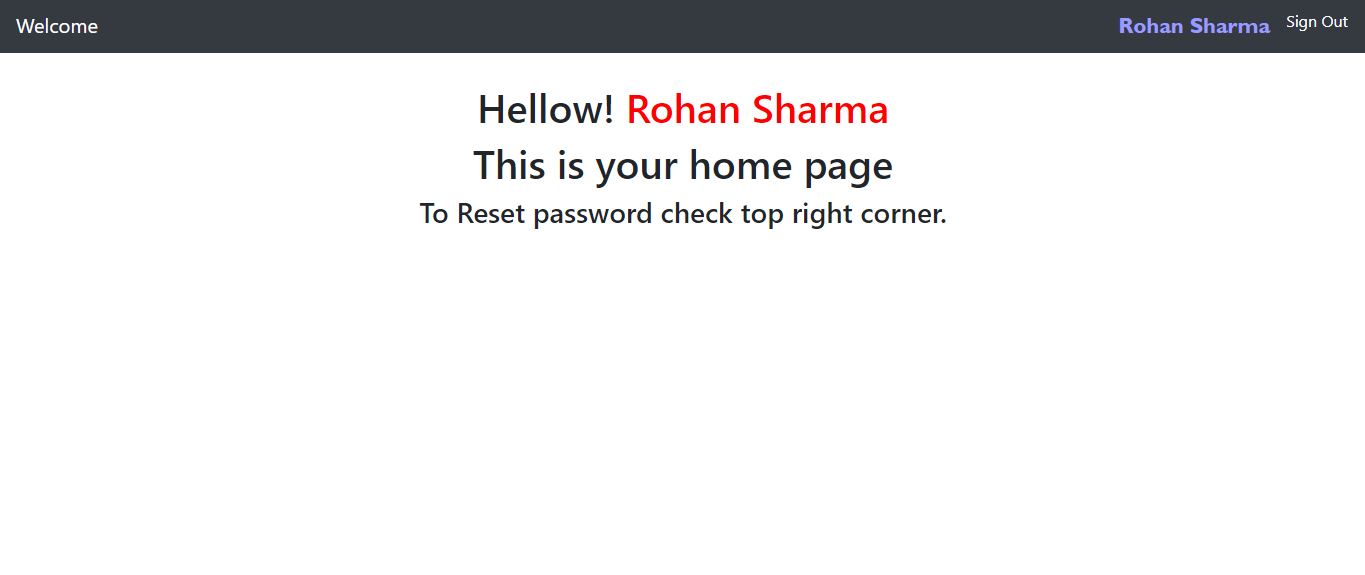 Welcome Rohan Sharma Sign Out
Hellow! Rohan Sharma
This is your home page
To Reset password check top right corner.